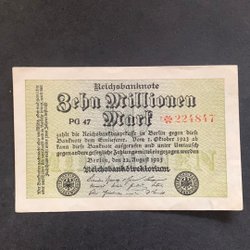 Reichsbanknote
Zehn Millionen
Mark
PG 47
*224847
zahlt die Reichsbankhauptkasse in Berlin gegen diese
Banknote dem Einlieferer. Vom 1. Oktober 1923 ab
kann diese Banknote aufgerufen und unter Umtausch
gegen andere gesetzliche Zahlungsmittel eingezogen werden
Berlin, den 22. August 1923
Reichsbankdirektorium